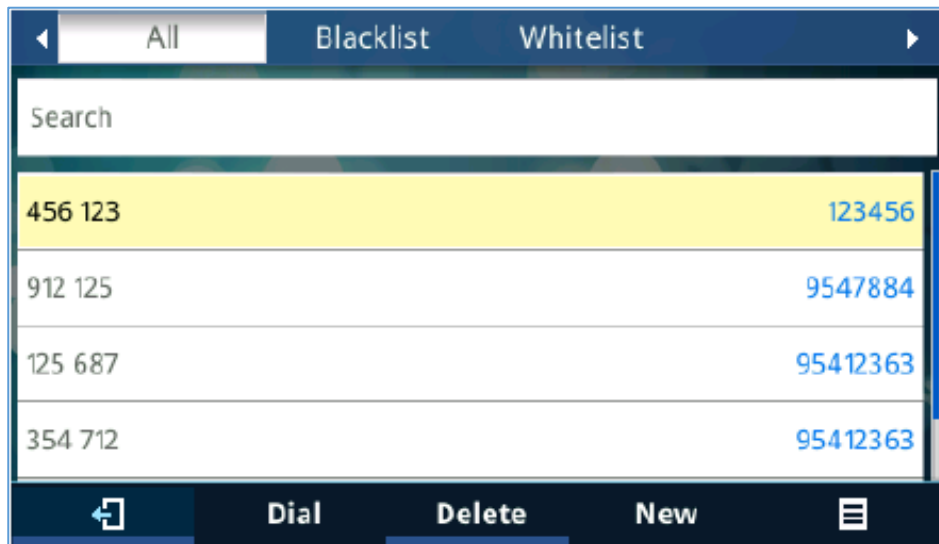 All Blacklist Whitelist
Search
456 123 123456
912 125 9547884
125 687 95412363
354 712 95412363
Dial Delete New